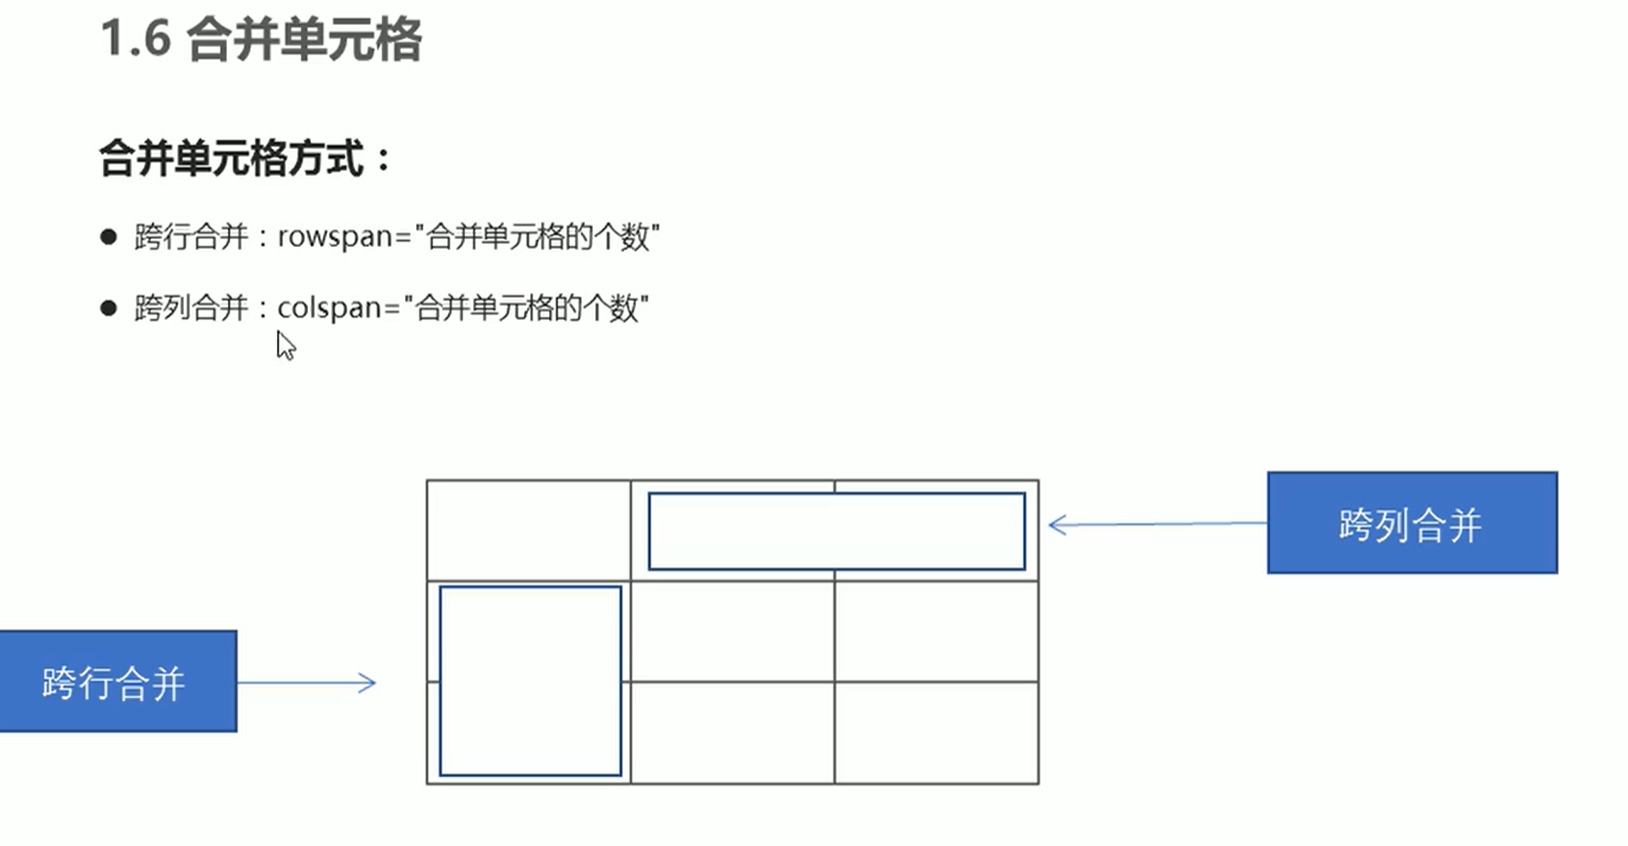 1.6 合并单元格
合并单元格方式：
● 跨行合并：rowspan="合并单元格的个数"
● 跨列合并：colspan="合并单元格的个数"
跨列合并
跨行合并